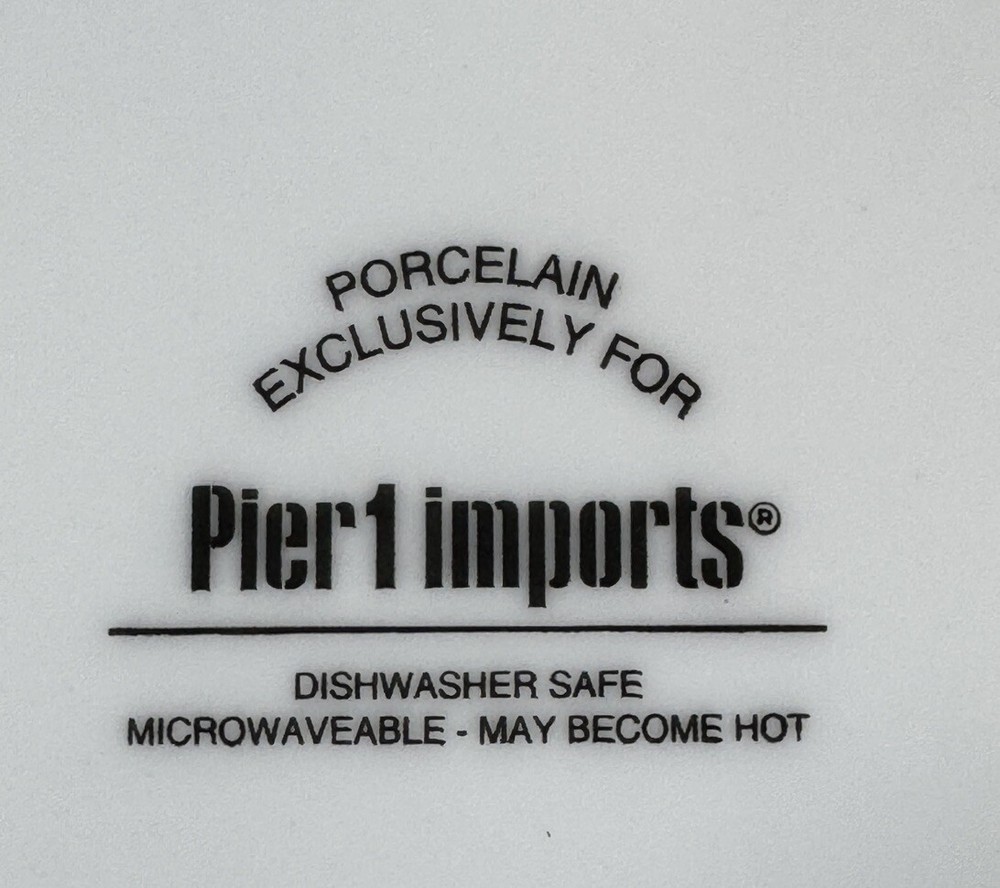 PORCELAIN
EXCLUSIVELY FOR
Pier1 imports®
DISHWASHER SAFE
MICROWAVEABLE - MAY BECOME HOT